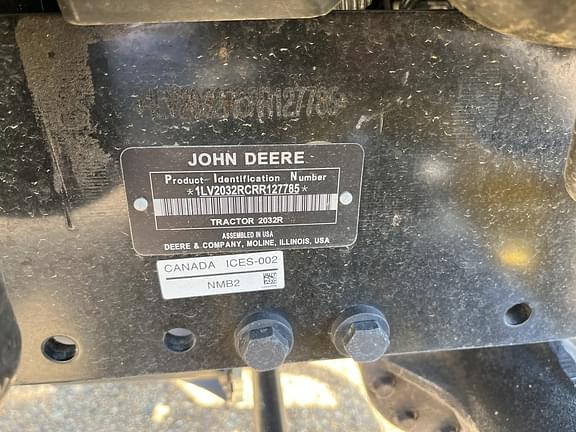 1LV2032RCRR127785
JOHN DEERE
Product Identification Number
*1LV2032RCRR127785*
TRACTOR 2032R
ASSEMBLED IN USA
DEERE & COMPANY, MOLINE, ILLINOIS, USA
CANADA ICES-002
NMB2